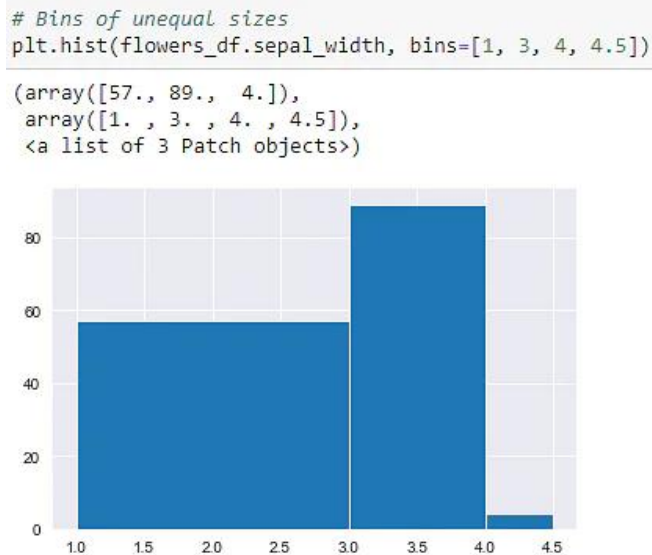 # Bins of unequal sizes
plt.hist(flowers_df.sepal_width, bins=[1, 3, 4, 4.5])
(array([57., 89.,  4.]),
 array([1. , 3. , 4. , 4.5]),
 <a list of 3 Patch objects>)
80
60
40
20
0
1.0 1.5 2.0 2.5 3.0 3.5 4.0 4.5